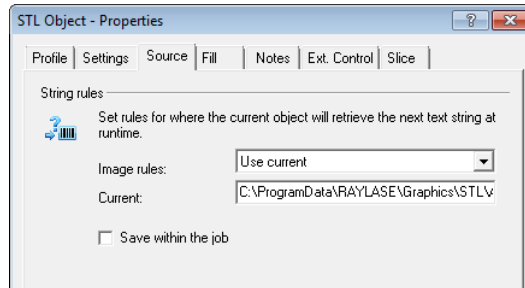 STL Object - Properties
Profile Settings Source Fill Notes Ext. Control Slice
String rules
Set rules for where the current object will retrieve the next text string at
runtime.
Image rules: Use current
Current: C:\ProgramData\RAYLASE\Graphics\STL\
Save within the job